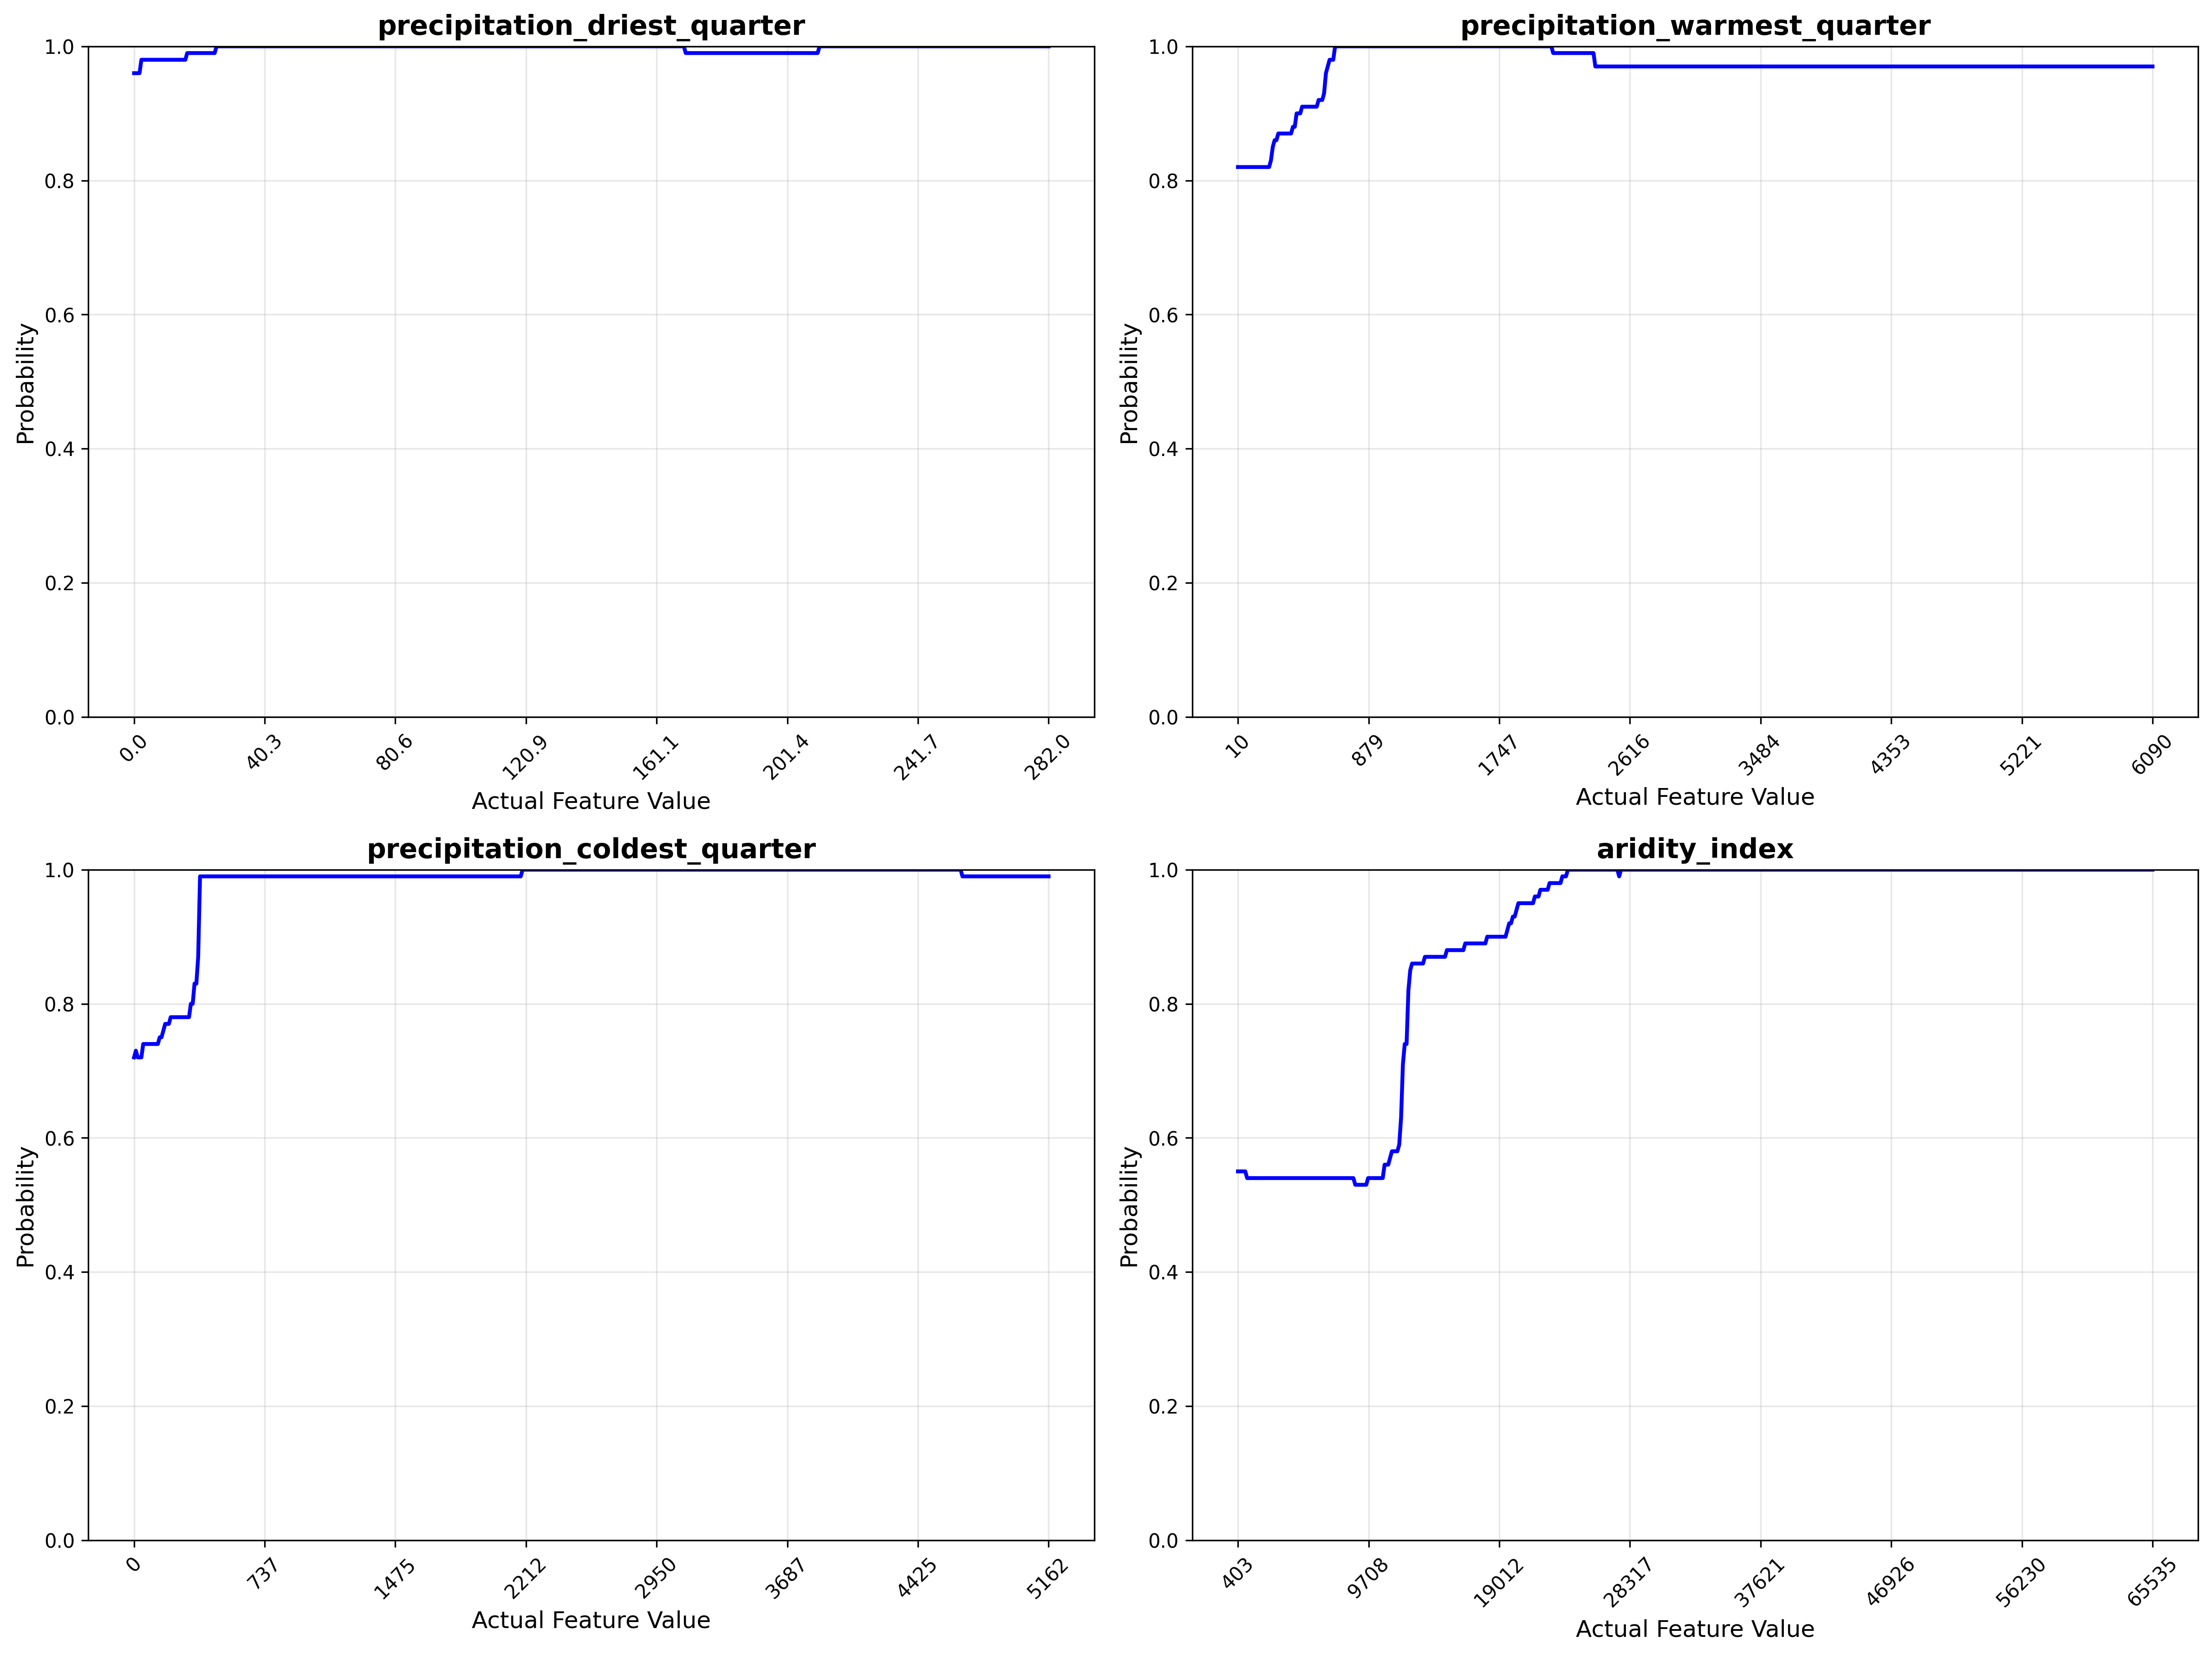 precipitation_driest_quarter
1.0
0.8
0.6
0.4
0.2
0.0
Probability
0.0 40.3 80.6 120.9 161.1 201.4 241.7 282.0
Actual Feature Value
precipitation_warmest_quarter
1.0
0.8
0.6
0.4
0.2
0.0
Probability
10 879 1747 2616 3484 4353 5221 6090
Actual Feature Value
precipitation_coldest_quarter
1.0
0.8
0.6
0.4
0.2
0.0
Probability
0 737 1475 2212 2950 3687 4425 5162
Actual Feature Value
aridity_index
1.0
0.8
0.6
0.4
0.2
0.0
Probability
403 9708 19012 28317 37621 46926 56230 65535
Actual Feature Value